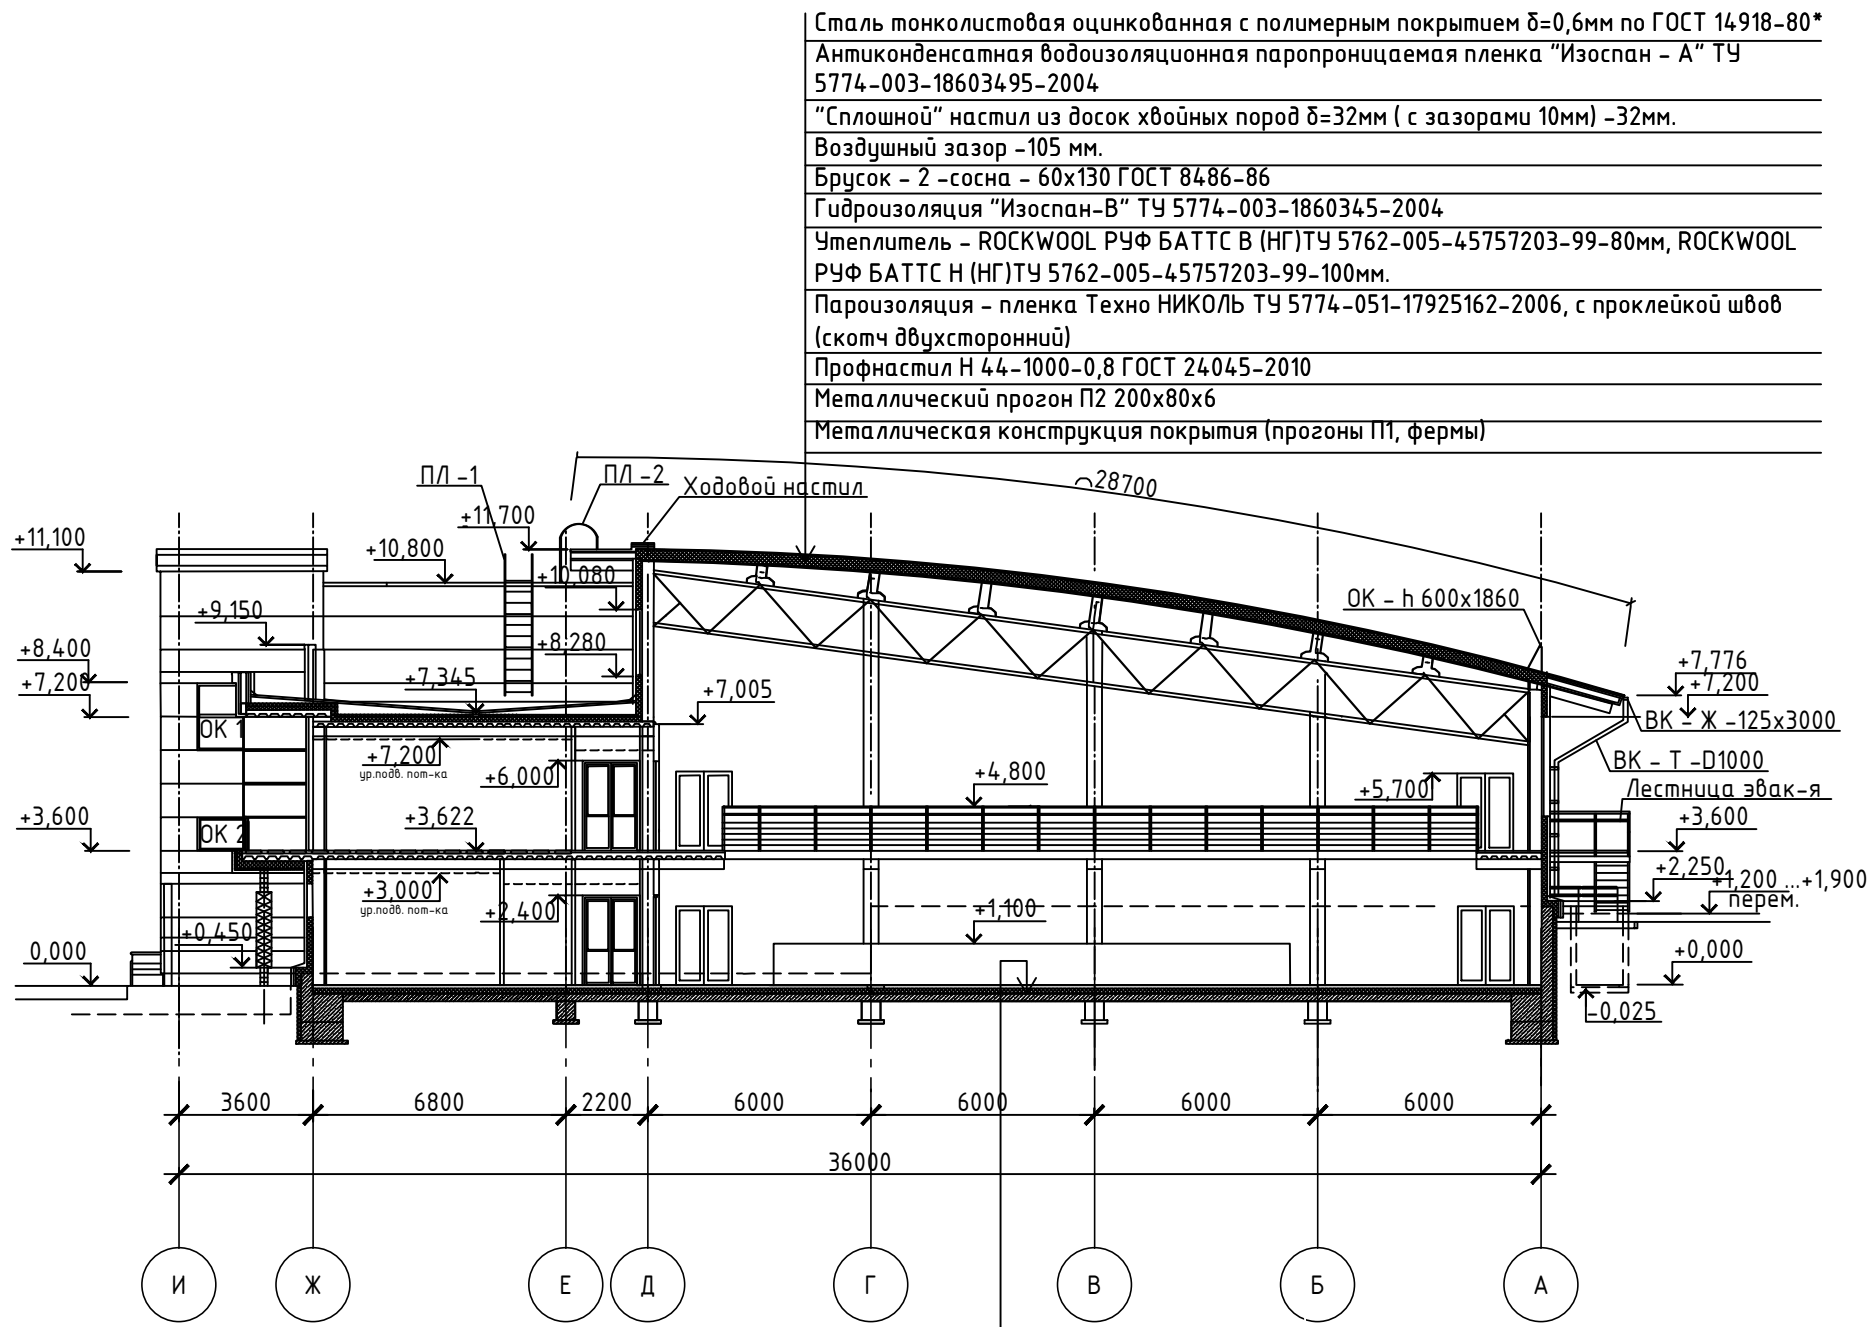 Сталь тонколистовая оцинкованная с полимерным покрытием δ=0,6мм по ГОСТ 14918-80*
Антиконденсатная водоизоляционная паропроницаемая пленка "Изоспан - А" ТУ
5774-003-18603495-2004
"Сплошной" настил из досок хвойных пород δ=32мм ( с зазорами 10мм) -32мм.
Воздушный зазор -105 мм.
Брусок - 2 -сосна - 60х130 ГОСТ 8486-86
Гидроизоляция "Изоспан-В" ТУ 5774-003-1860345-2004
Утеплитель - ROCKWOOL РУФ БАТТС В (НГ)ТУ 5762-005-45757203-99-80мм, ROCKWOOL
РУФ БАТТС Н (НГ)ТУ 5762-005-45757203-99-100мм.
Пароизоляция - пленка Техно НИКОЛЬ ТУ 5774-051-17925162-2006, с проклейкой швов
(скотч двухсторонний)
Профнастил Н 44-1000-0,8 ГОСТ 24045-2010
Металлический прогон П2 200х80х6
Металлическая конструкция покрытия (прогоны П1, фермы)
ПЛ -1
ПЛ -2
Ходовой настил
28700
+11,700
+11,100
+10,800
+10,080
ОК - h 600х1860
+9,150
+8,400
+8,280
+7,776
+7,200
+7,345
+7,005
+7,200
ОК 1
ВК - Ж -125х3000
+7,200
ур.подв. пот-ка
+6,000
+4,800
+5,700
ВК - Т -D1000
Лестница эвак-я
+3,600
ОК 2
+3,622
+3,600
+3,000
ур.подв. пот-ка
+2,400
+2,250
+1,200 ...+1,900
перем.
+1,100
+0,450
0,000
+0,000
-0,025
3600
6800
2200
6000
6000
6000
6000
36000
И
Ж
Е
Д
Г
В
Б
А